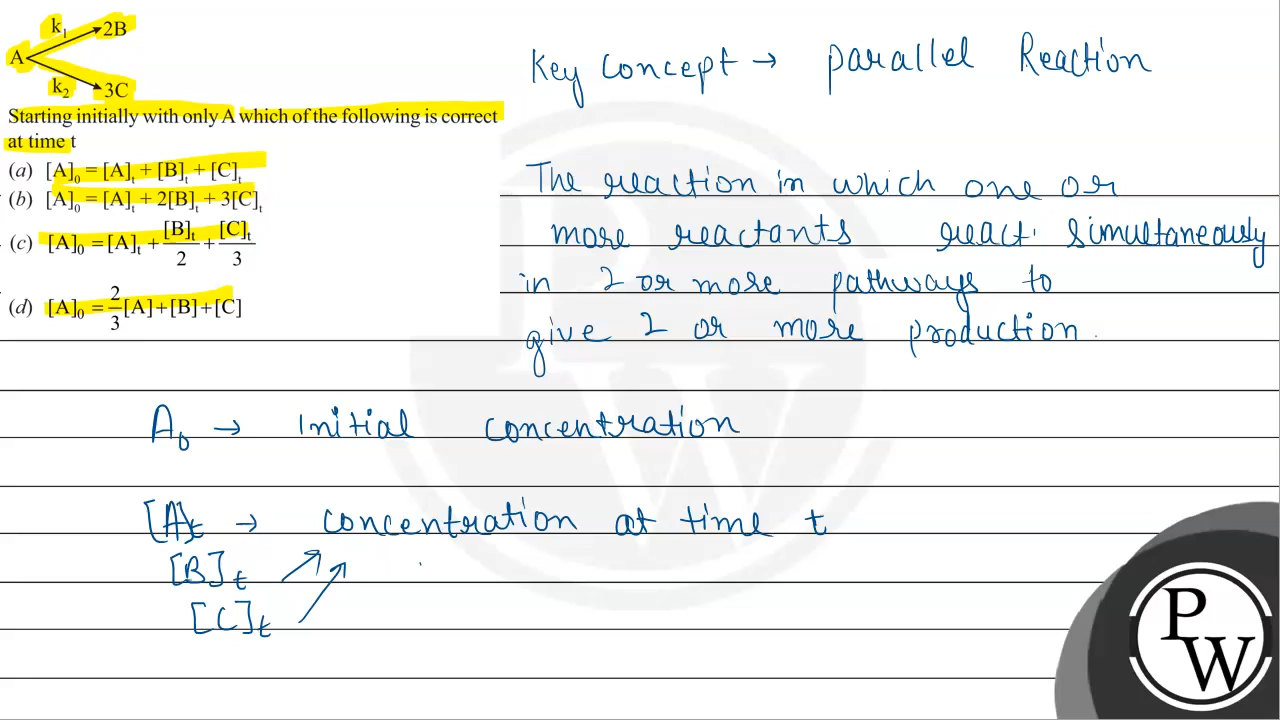 k₁
2B
A
k₂
3C
Starting initially with only A which of the following is correct
at time t
(a) [A]₀ = [A]ₜ + [B]ₜ + [C]ₜ
(b) [A]₀ = [A]ₜ + 2[B]ₜ + 3[C]ₜ
(c) [A]₀ = [A]ₜ + [B]ₜ/2 + [C]ₜ/3
(d) [A]₀ = 2/3[A]+[B]+[C]
Key concept → parallel Reaction
The reaction in which one or
more reactants react simultaneously
in 2 or more pathways to
give 2 or more production.
A₀ → Initial concentration
[A]ₜ → concentration at time t
[B]ₜ
[C]ₜ
PW
PW